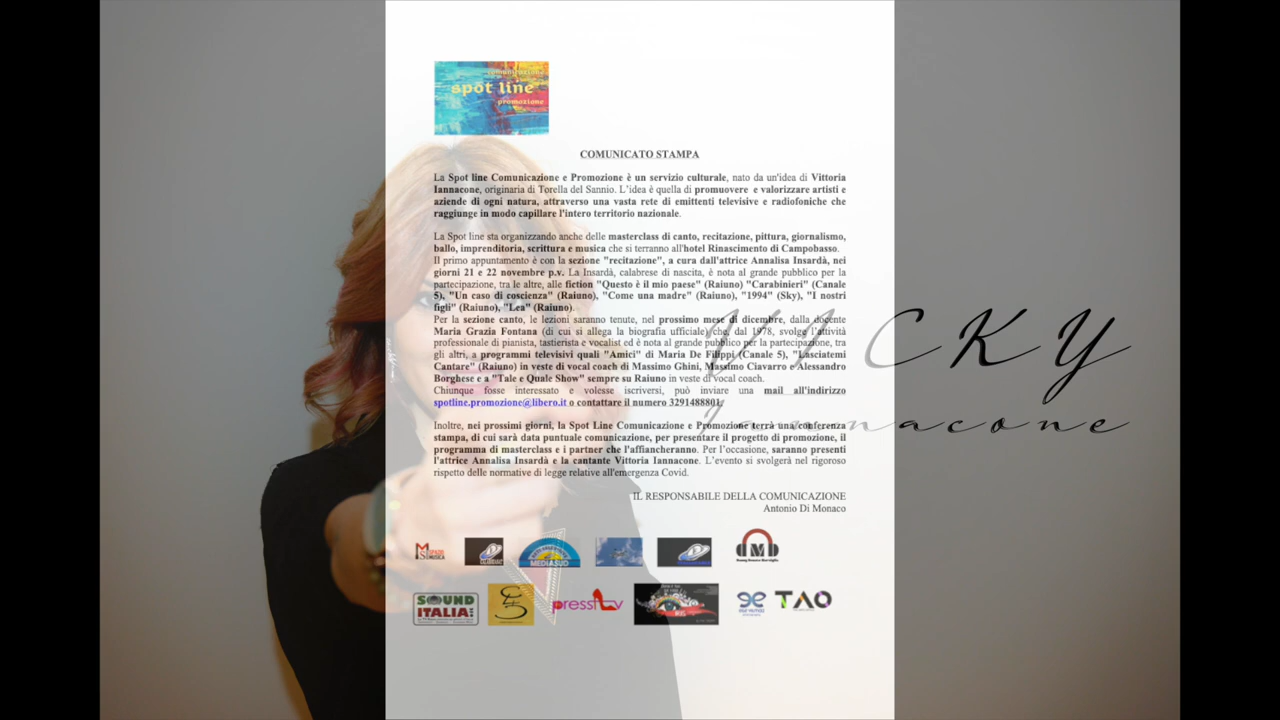 comunicazione
spot line
promozione
COMUNICATO STAMPA
La Spot line Comunicazione e Promozione è un servizio culturale, nato da un'idea di Vittoria
Iannacone, originaria di Torella del Sannio. L'idea è quella di promuovere e valorizzare artisti e
aziende di ogni natura, attraverso una vasta rete di emittenti televisive e radiofoniche che
raggiunge in modo capillare l'intero territorio nazionale.
La Spot line sta organizzando anche delle masterclass di canto, recitazione, pittura, giornalismo,
ballo, imprenditoria, scrittura e musica che si terranno all'hotel Rinascimento di Campobasso.
Il primo appuntamento è con la sezione "recitazione", a cura dall'attrice Annalisa Insardà, nei
giorni 21 e 22 novembre p.v. La Insardà, calabrese di nascita, è nota al grande pubblico per la
partecipazione, tra le altre, alle fiction "Questo è il mio paese" (Raiuno) "Carabinieri" (Canale
5), "Un caso di coscienza" (Raiuno), "Come una madre" (Raiuno), "1994" (Sky), "I nostri
figli" (Raiuno), "Lea" (Raiuno).
Per la sezione canto, le lezioni saranno tenute, nel prossimo mese di dicembre, dalla docente
Maria Grazia Fontana (di cui si allega la biografia ufficiale) che, dal 1978, svolge l'attività
professionale di pianista, tastierista e vocalist ed è nota al grande pubblico per la partecipazione, tra
gli altri, a programmi televisivi quali "Amici" di Maria De Filippi (Canale 5), "Lasciatemi
Cantare" (Raiuno) in veste di vocal coach di Massimo Ghini, Massimo Ciavarro e Alessandro
Borghese e a "Tale e Quale Show" sempre su Raiuno in veste di vocal coach.
Chiunque fosse interessato e volesse iscriversi, può inviare una mail all'indirizzo
spotline.promozione@libero.it o contattare il numero 3291488801.
Inoltre, nei prossimi giorni, la Spot Line Comunicazione e Promozione terrà una conferenza
stampa, di cui sarà data puntuale comunicazione, per presentare il progetto di promozione, il
programma di masterclass e i partner che l'affiancheranno. Per l'occasione, saranno presenti
l'attrice Annalisa Insardà e la cantante Vittoria Iannacone. L'evento si svolgerà nel rigoroso
rispetto delle normative di legge relative all'emergenza Covid.
IL RESPONSABILE DELLA COMUNICAZIONE
Antonio Di Monaco
VICKY
Iannacone
MS SPAZIO MUSICA
MEDIASUD
DMD
SOUND ITALIA
press tv
TAO